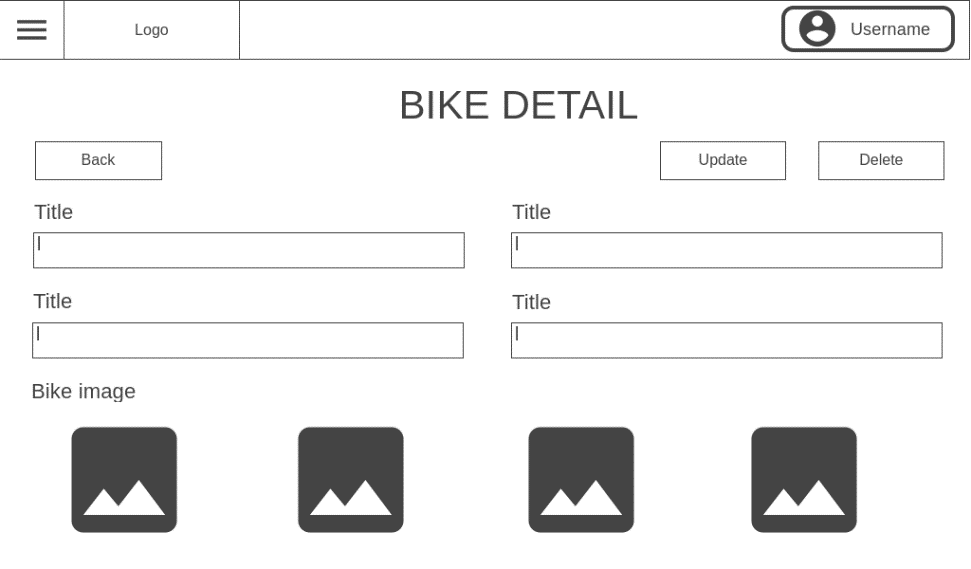 Logo
Username
BIKE DETAIL
Back
Update
Delete
Title
Title
Title
Title
Bike image